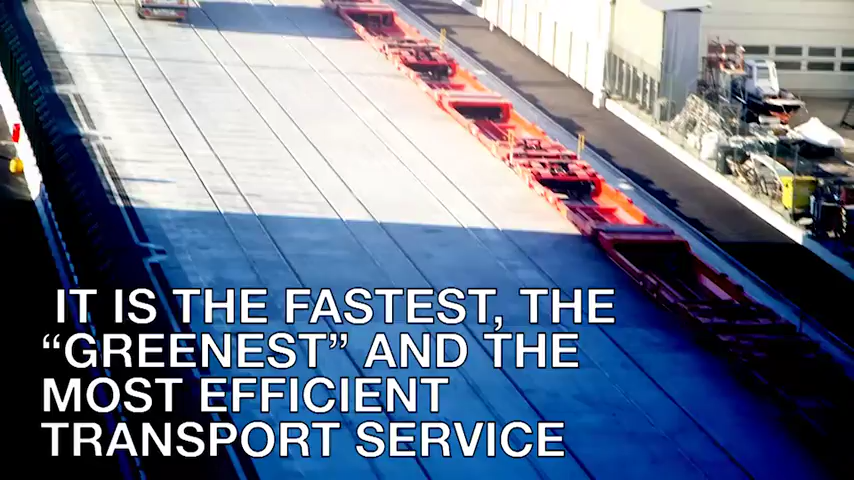 IT IS THE FASTEST, THE
“GREENEST” AND THE
MOST EFFICIENT
TRANSPORT SERVICE